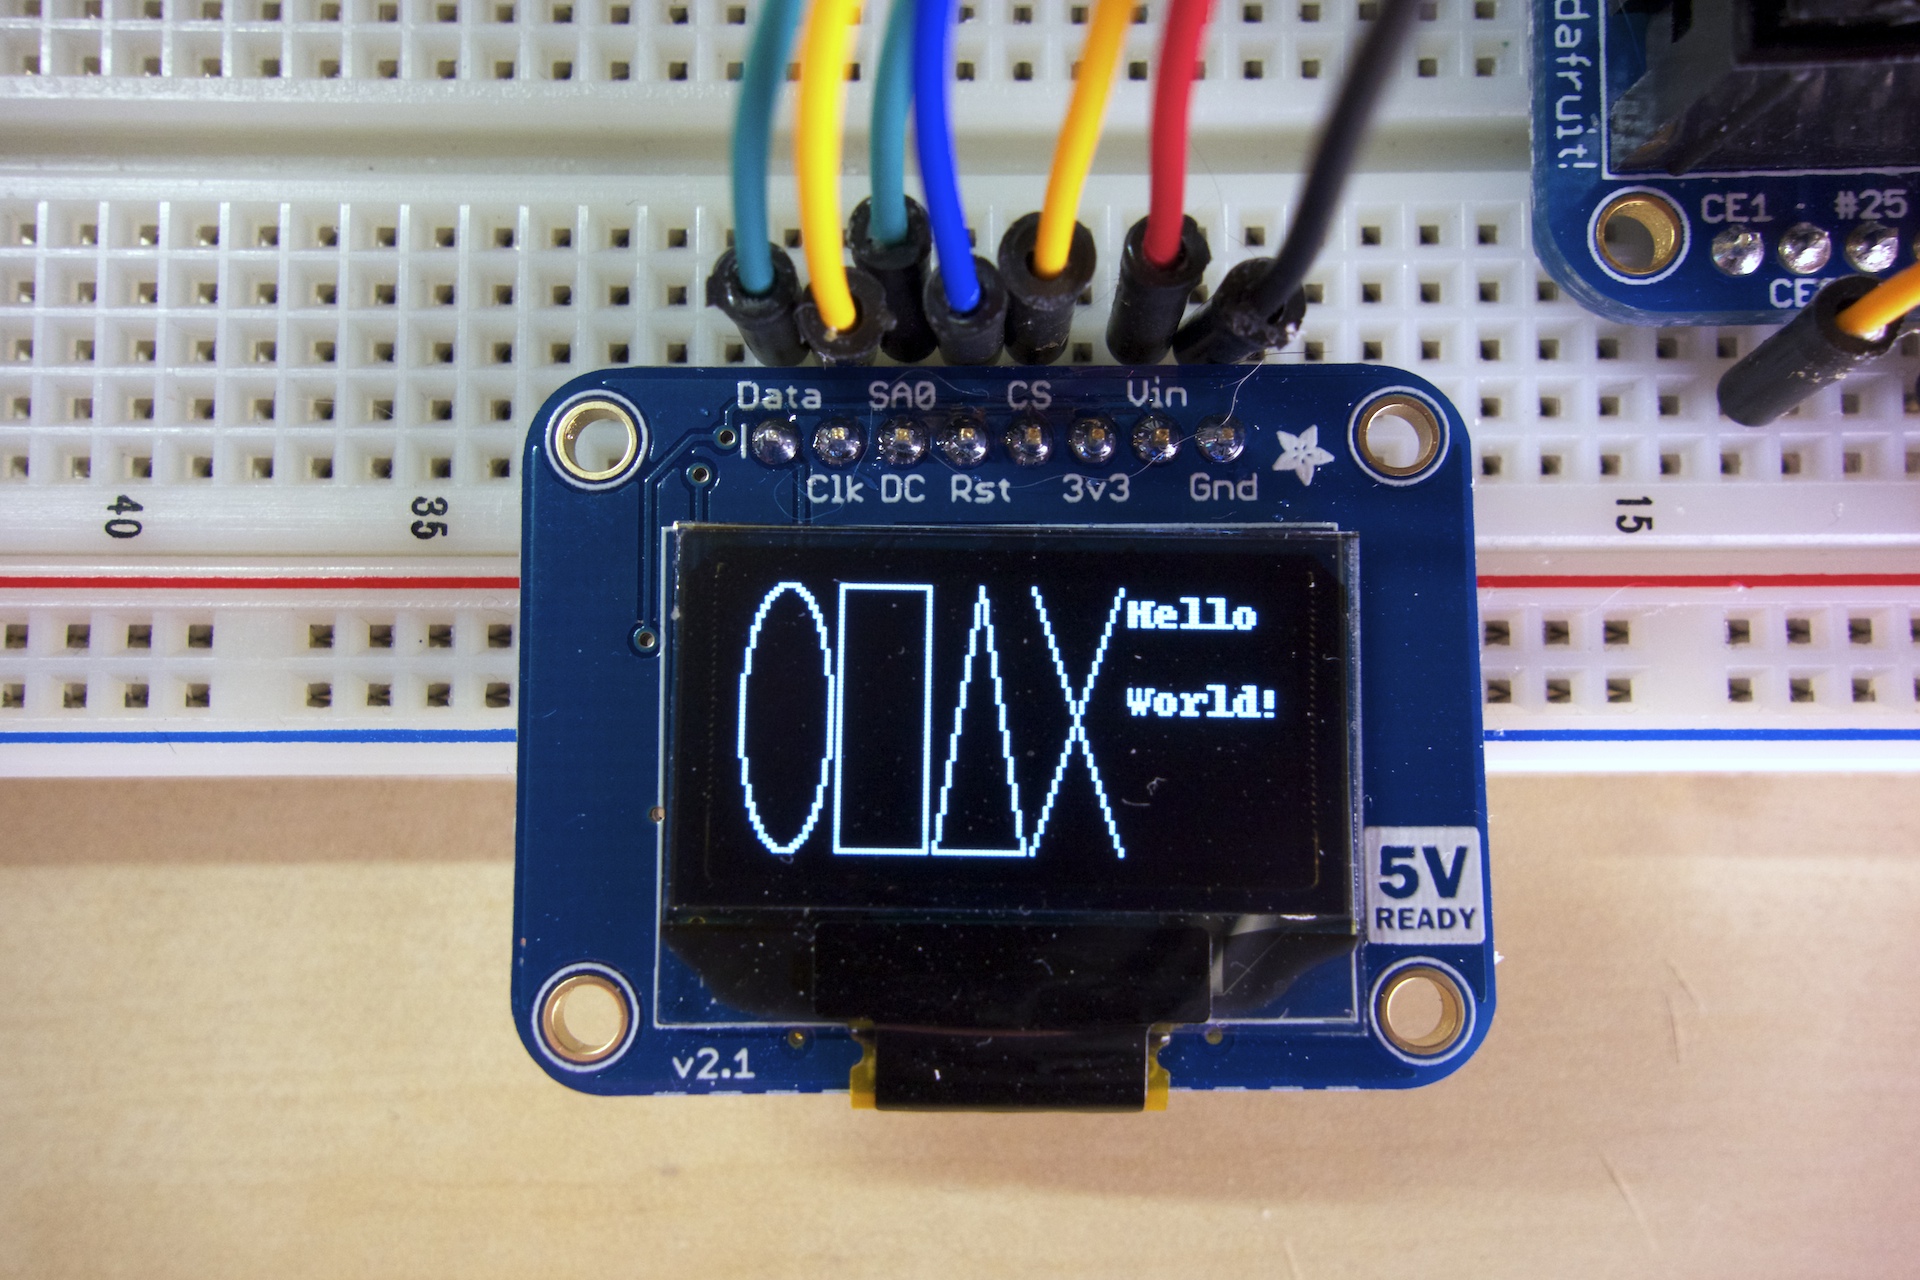 dafruit!
CE1 #25
Data SA0 CS Vin
Clk DC Rst 3v3 Gnd
40
35
15
Hello
World!
5V
READY
v2.1